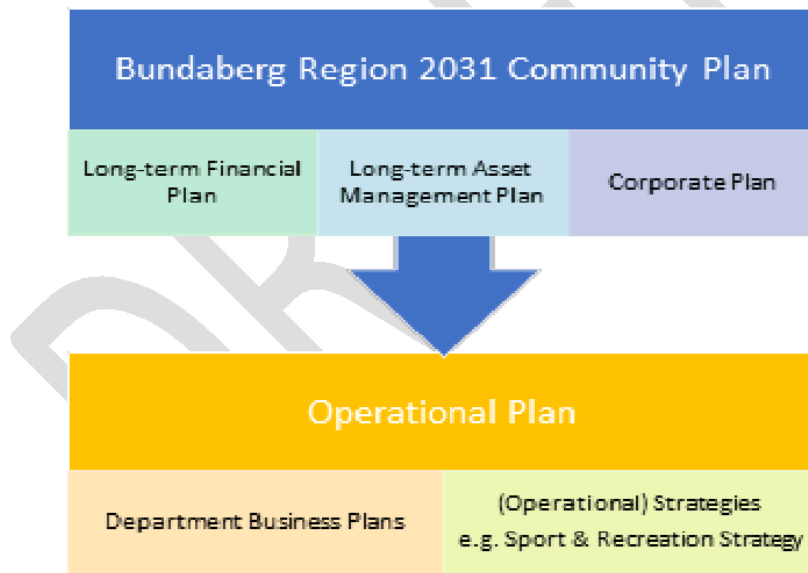 Bundaberg Region 2031 Community Plan
Long-term Financial
Plan
Long-term Asset
Management Plan
Corporate Plan
Operational Plan
Department Business Plans
(Operational) Strategies
e.g. Sport & Recreation Strategy